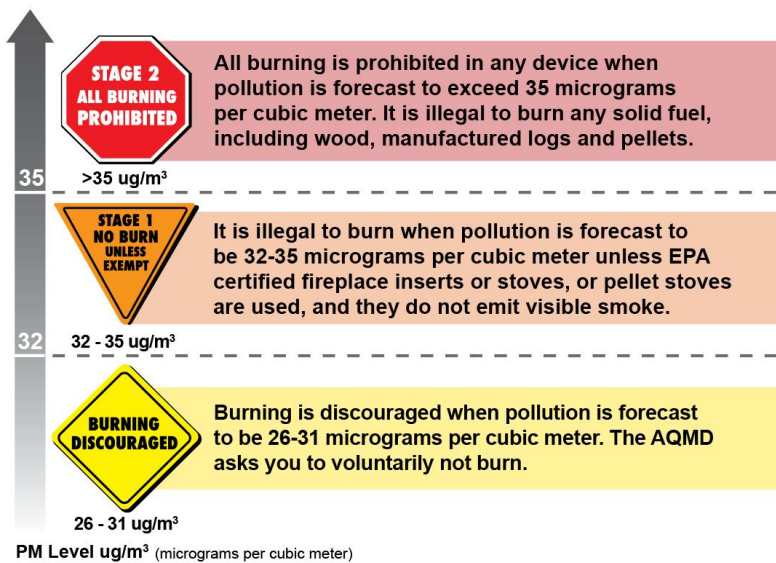 STAGE 2
ALL BURNING
PROHIBITED
>35 ug/m³
All burning is prohibited in any device when
pollution is forecast to exceed 35 micrograms
per cubic meter. It is illegal to burn any solid fuel,
including wood, manufactured logs and pellets.
35
STAGE 1
NO BURN
UNLESS
EXEMPT
32 - 35 ug/m³
It is illegal to burn when pollution is forecast to
be 32-35 micrograms per cubic meter unless EPA
certified fireplace inserts or stoves, or pellet stoves
are used, and they do not emit visible smoke.
32
BURNING
DISCOURAGED
26 - 31 ug/m³
Burning is discouraged when pollution is forecast
to be 26-31 micrograms per cubic meter. The AQMD
asks you to voluntarily not burn.
PM Level ug/m³ (micrograms per cubic meter)